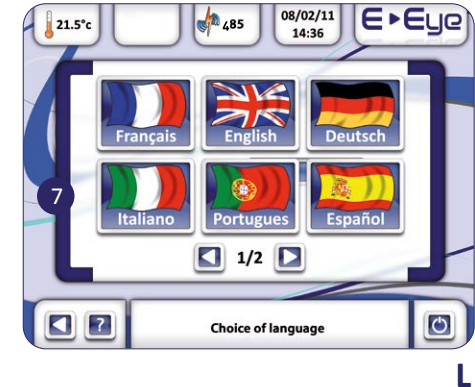 21.5°c
485
08/02/11
14:36
E‣Eye
Français English Deutsch
7
Italiano Portugues Español
1/2
?
Choice of language
L